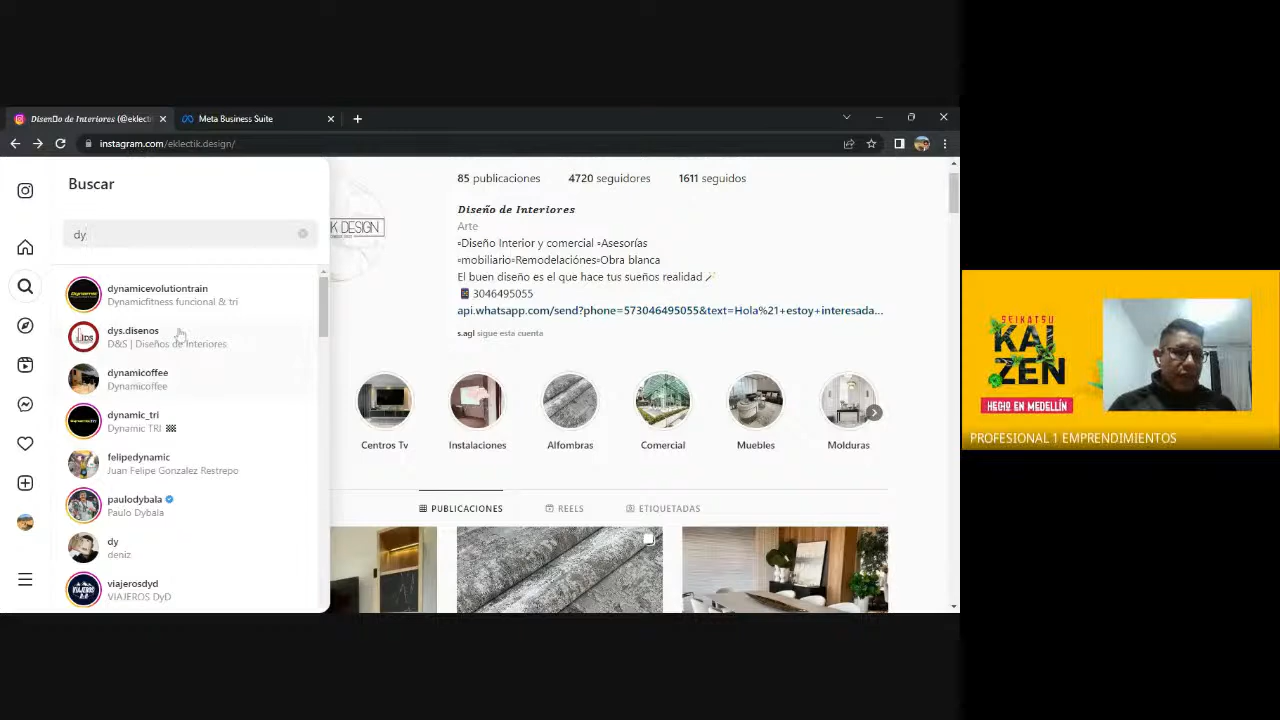 Diseño de Interiores (@eklecti
Meta Business Suite
instagram.com/eklectik.design/
Buscar
dy
dynamicevolutiontrain
Dynamicfitness funcional & tri
dys.disenos
D&S | Diseños de Interiores
dynamicoffee
Dynamicoffee
dynamic_tri
Dynamic TRI
felipedynamic
Juan Felipe Gonzalez Restrepo
paulodybala
Paulo Dybala
dy
deniz
viajerosdyd
VIAJEROS DyD
K DESIGN
85 publicaciones 4720 seguidores 1611 seguidos
Diseño de Interiores
Arte
▫Diseño Interior y comercial ▫Asesorías
▫mobiliario▫Remodelaciónes▫Obra blanca
El buen diseño es el que hace tus sueños realidad
3046495055
api.whatsapp.com/send?phone=573046495055&text=Hola%21+estoy+interesada...
s.agl sigue esta cuenta
Centros Tv Instalaciones Alfombras Comercial Muebles Molduras
PUBLICACIONES REELS ETIQUETADAS
SEIKATSU
KAI
ZEN
HECHO EN MEDELLÍN
PROFESIONAL 1 EMPRENDIMIENTOS